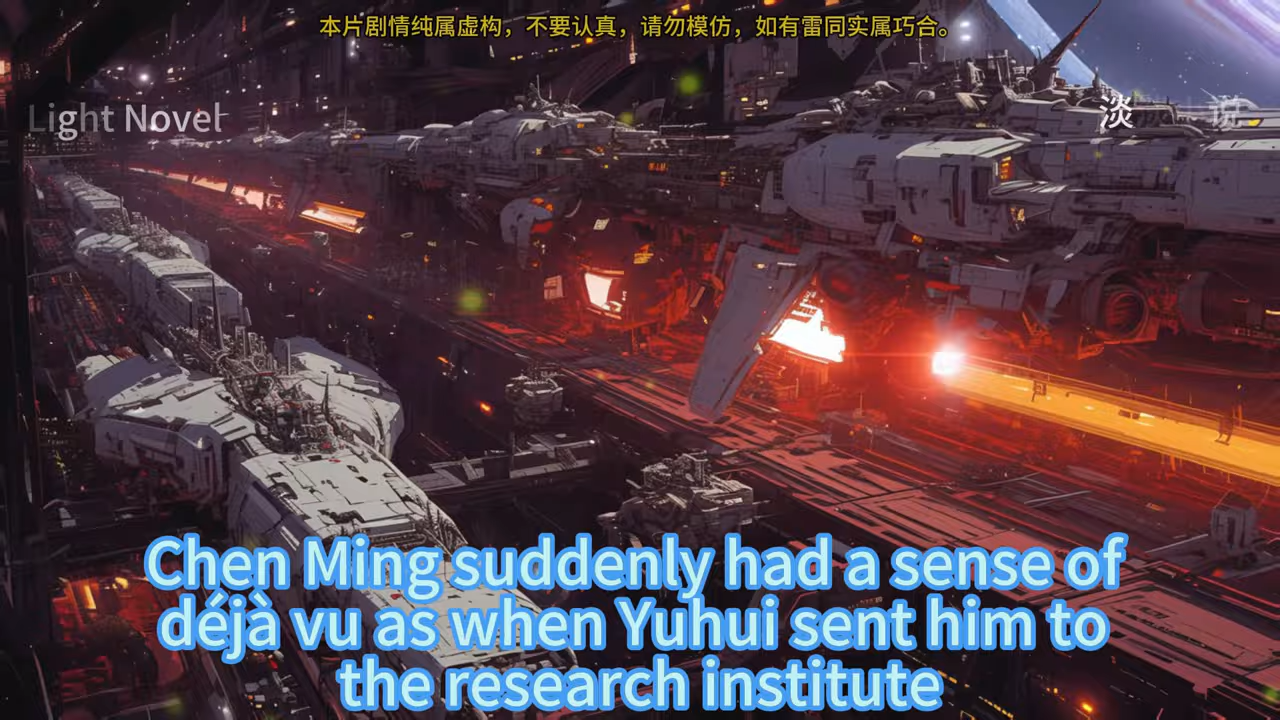 本片剧情纯属虚构，不要认真，请勿模仿，如有雷同实属巧合。
Light Novel
淡 说
Chen Ming suddenly had a sense of
déjà vu as when Yuhui sent him to
the research institute